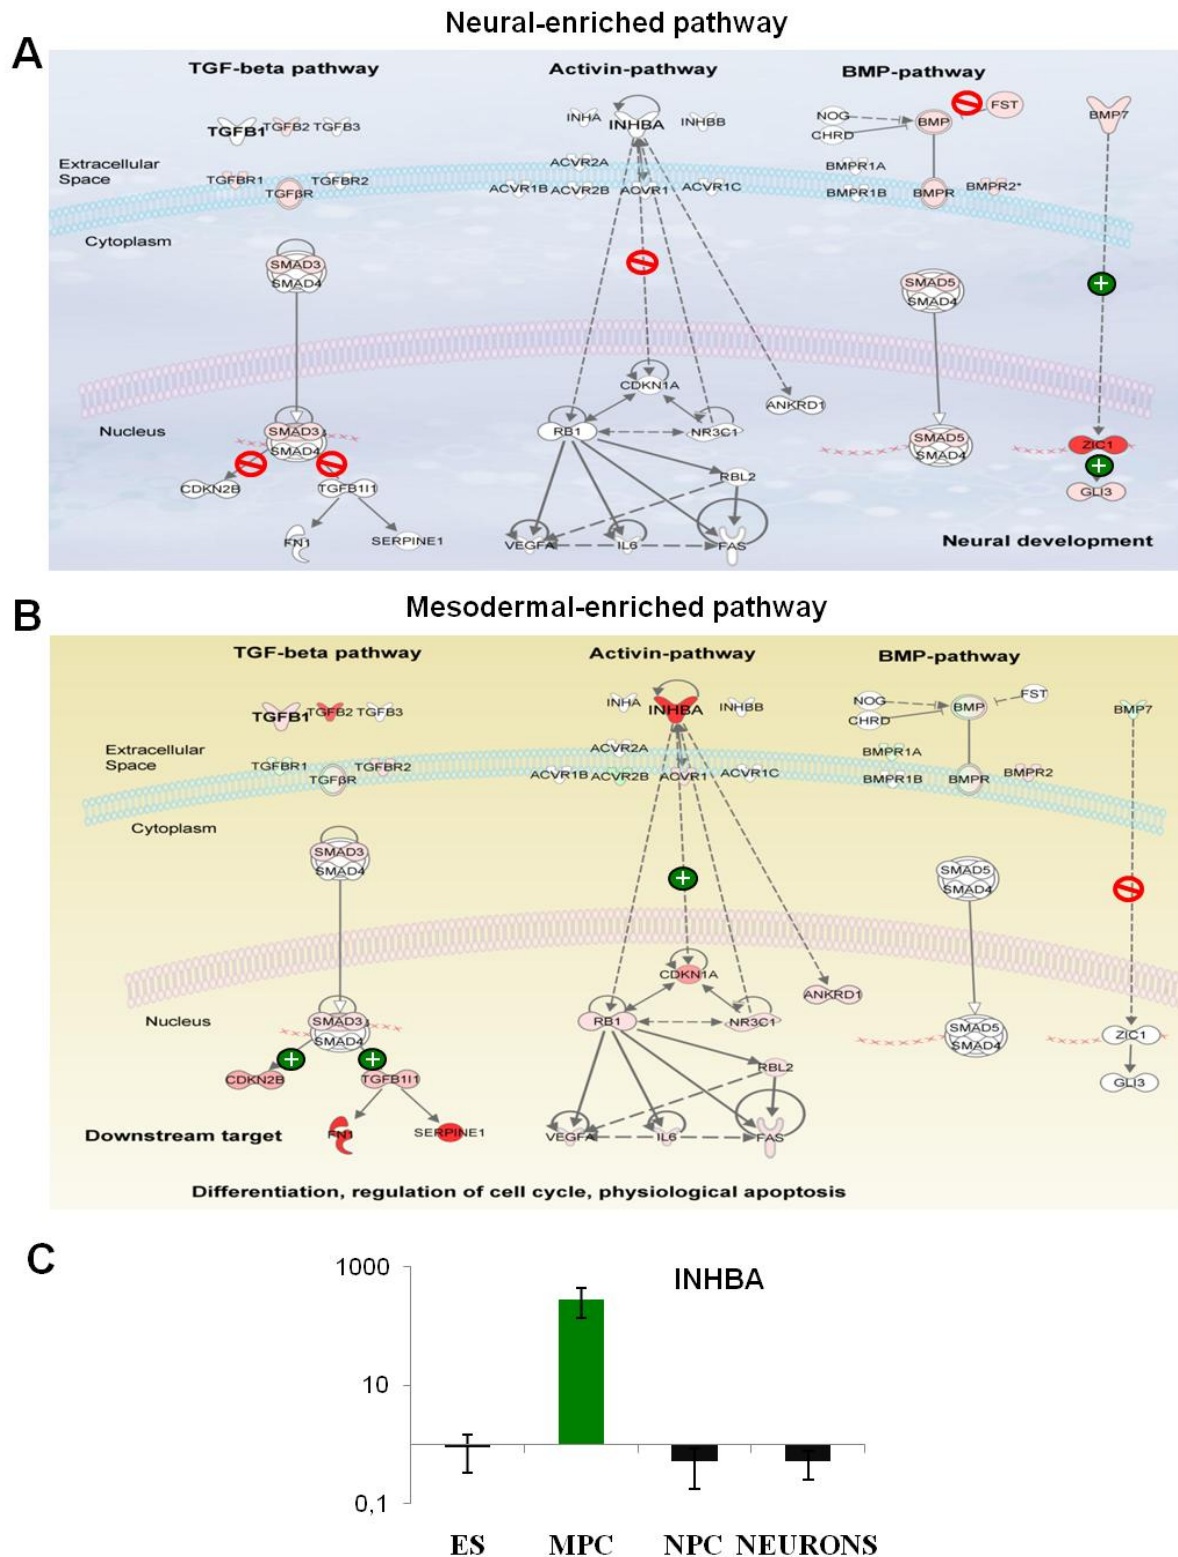 Neural-enriched pathway
A
TGF-beta pathway
Activin-pathway
BMP-pathway
TGFB1
TGFB2
TGFB3
INHA
INHBA
INHBB
NOG
CHRD
BMP
FST
BMP7
Extracellular
Space
TGFBR1
TGFβR
TGFBR2
ACVR2A
ACVR1B
ACVR2B
ACVR1
ACVR1C
BMPR1A
BMPR1B
BMPR
BMPR2*
Cytoplasm
SMAD3
SMAD4
SMAD5
SMAD4
+
CDKN1A
ANKRD1
Nucleus
SMAD3
SMAD4
RB1
NR3C1
SMAD5
SMAD4
ZIC1
+
CDKN2B
TGFB1I1
RBL2
GLI3
FN1
SERPINE1
VEGFA
IL6
FAS
Neural development
B
Mesodermal-enriched pathway
TGF-beta pathway
Activin-pathway
BMP-pathway
TGFB1
TGFB2
TGFB3
INHA
INHBA
INHBB
NOG
CHRD
BMP
FST
BMP7
Extracellular
Space
TGFBR1
TGFβR
TGFBR2
ACVR2A
ACVR1B
ACVR2B
ACVR1
ACVR1C
BMPR1A
BMPR1B
BMPR
BMPR2
Cytoplasm
SMAD3
SMAD4
+
SMAD5
SMAD4
CDKN1A
ANKRD1
Nucleus
SMAD3
SMAD4
RB1
NR3C1
SMAD5
SMAD4
ZIC1
+
+
CDKN2B
TGFB1I1
RBL2
GLI3
Downstream target
FN1
SERPINE1
VEGFA
IL6
FAS
Differentiation, regulation of cell cycle, physiological apoptosis
C
INHBA
1000
10
0,1
ES MPC NPC NEURONS